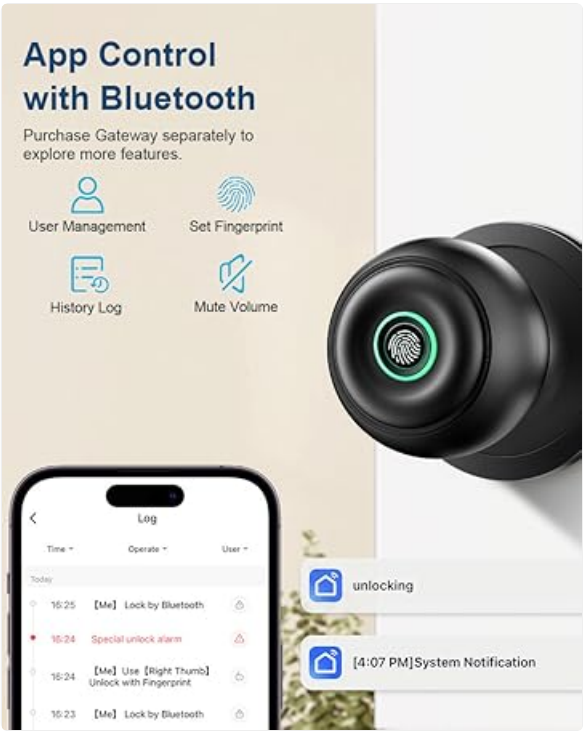 App Control
with Bluetooth
Purchase Gateway separately to
explore more features.
User Management
Set Fingerprint
History Log
Mute Volume
Log
Time
Operate
User
Today
16:25 【Me】 Lock by Bluetooth
16:24 Special unlock alarm
16:24 【Me】 Use 【Right Thumb】
Unlock with Fingerprint
16:23 【Me】 Lock by Bluetooth
unlocking
[4:07 PM]System Notification